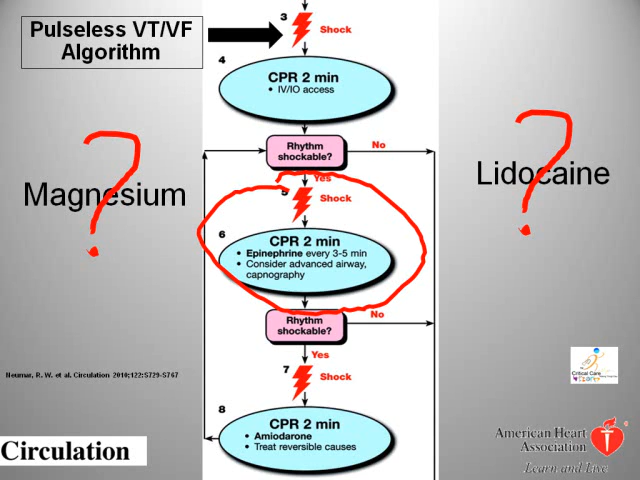 Pulseless VT/VF
Algorithm
3
Shock
4
CPR 2 min
• IV/IO access
Rhythm
shockable?
No
Magnesium
Lidocaine
?
?
Yes
5
Shock
6
CPR 2 min
• Epinephrine every 3-5 min
• Consider advanced airway,
capnography
Rhythm
shockable?
No
Yes
7
Shock
8
CPR 2 min
• Amiodarone
• Treat reversible causes
Neumar, R. W. et al. Circulation 2010;122:S729-S767
Circulation
Critical Care
American Heart
Association
Learn and Live